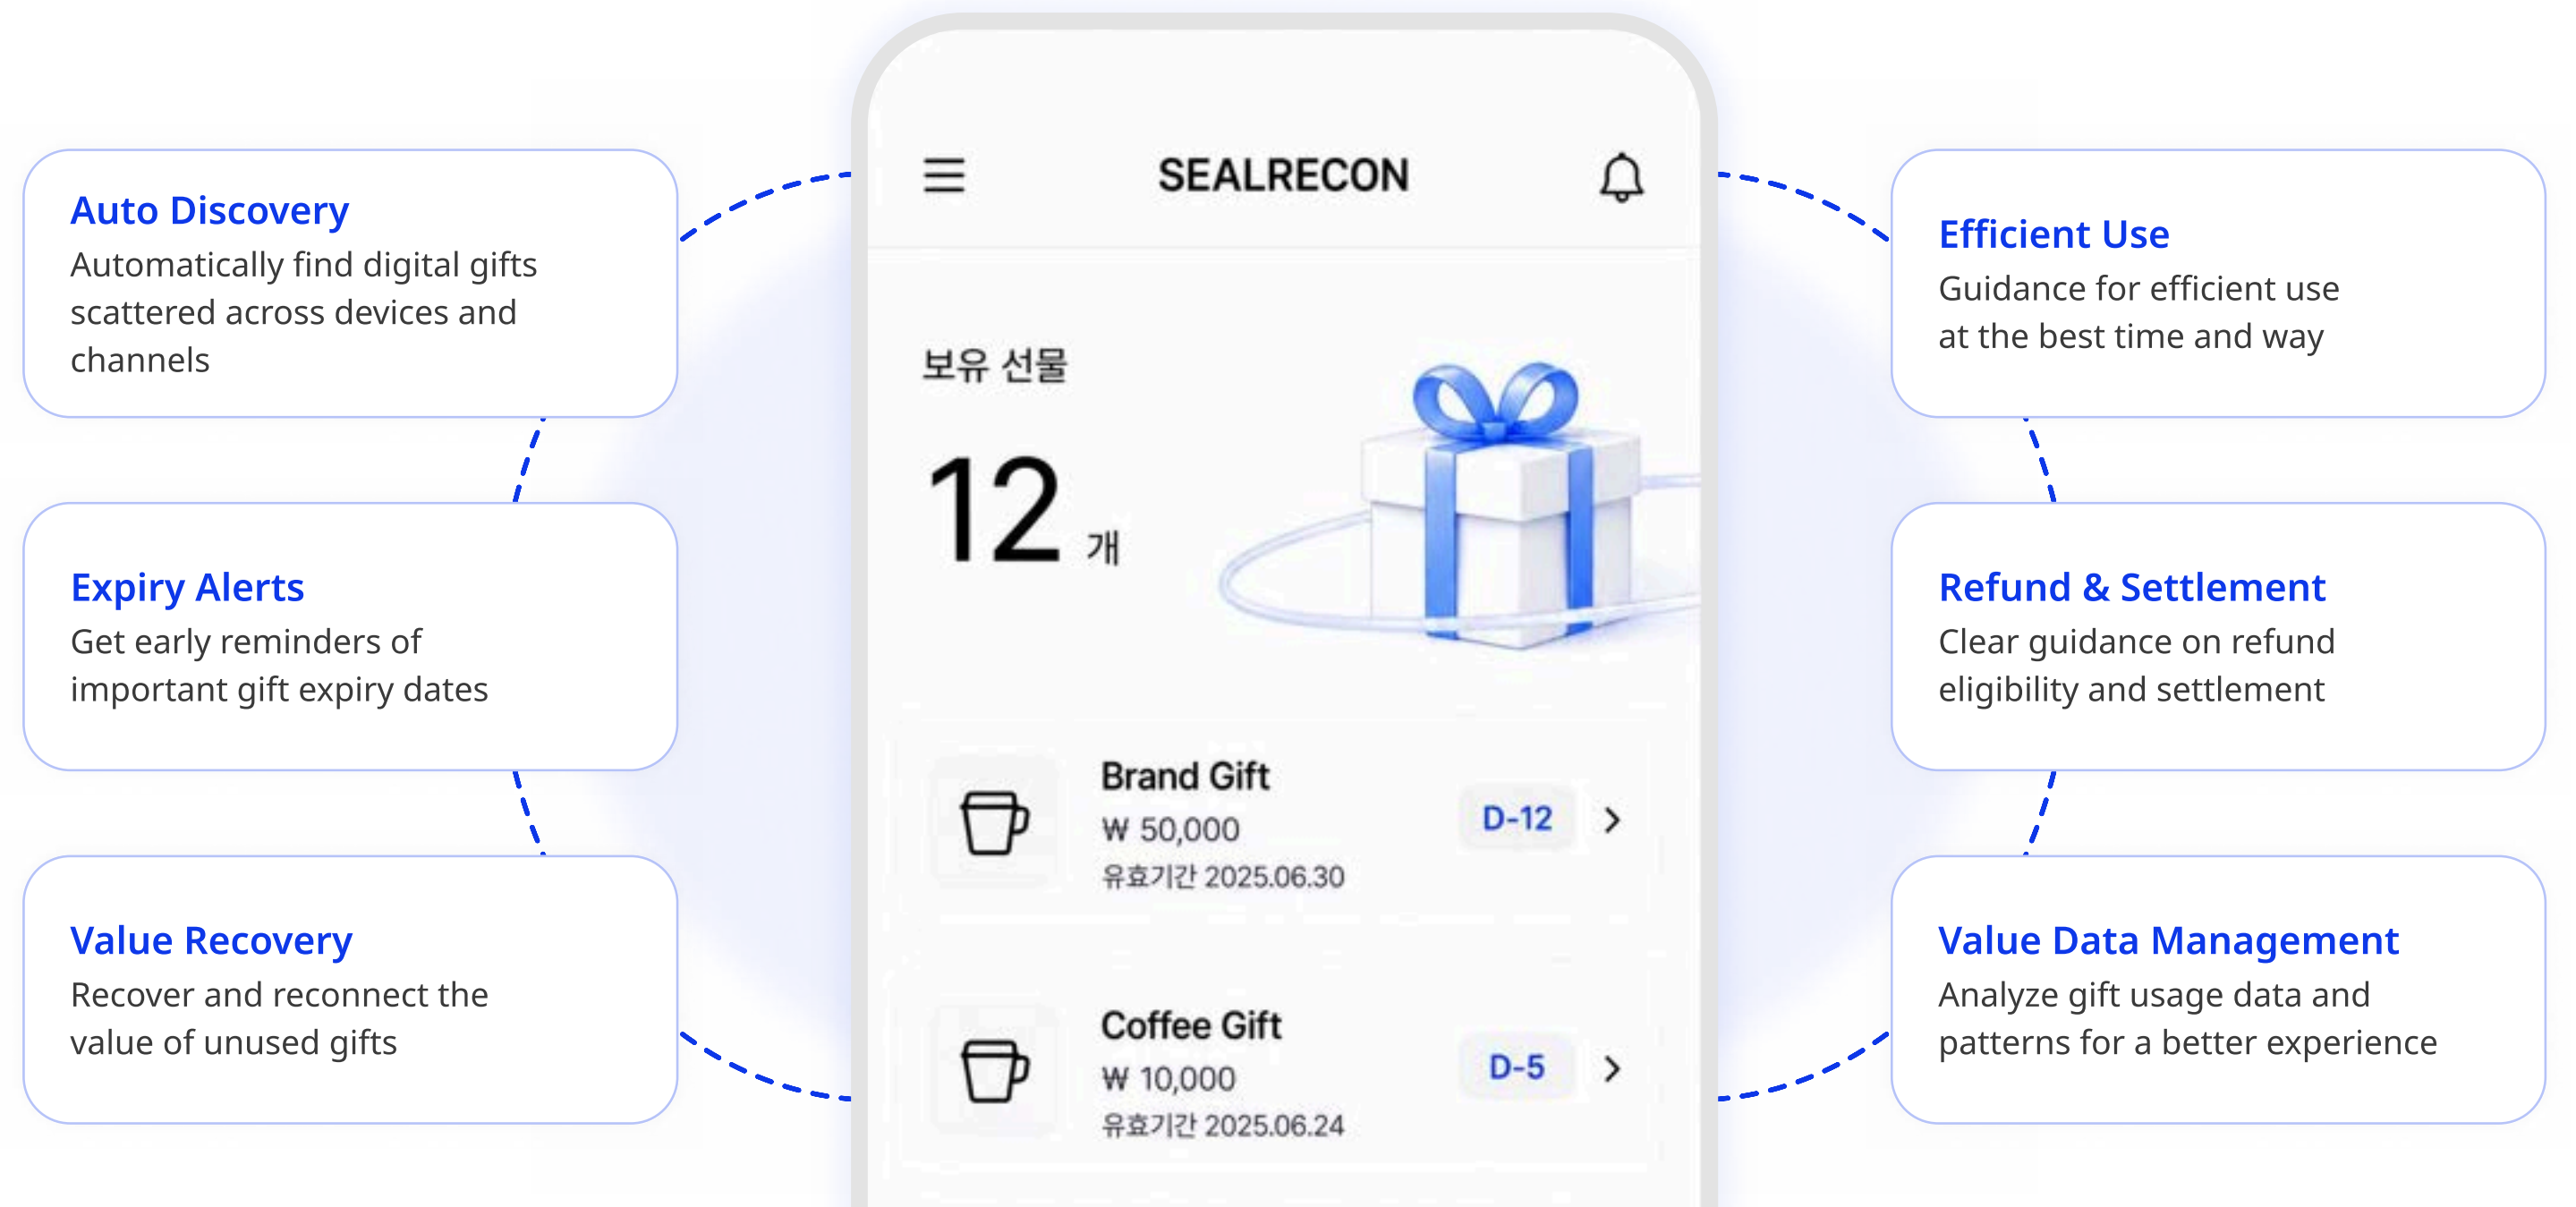 Auto Discovery
Automatically find digital gifts
scattered across devices and
channels
Expiry Alerts
Get early reminders of
important gift expiry dates
Value Recovery
Recover and reconnect the
value of unused gifts
SEALRECON
보유 선물
12 개
Brand Gift
₩ 50,000
유효기간 2025.06.30
D-12
Coffee Gift
₩ 10,000
유효기간 2025.06.24
D-5
Efficient Use
Guidance for efficient use
at the best time and way
Refund & Settlement
Clear guidance on refund
eligibility and settlement
Value Data Management
Analyze gift usage data and
patterns for a better experience